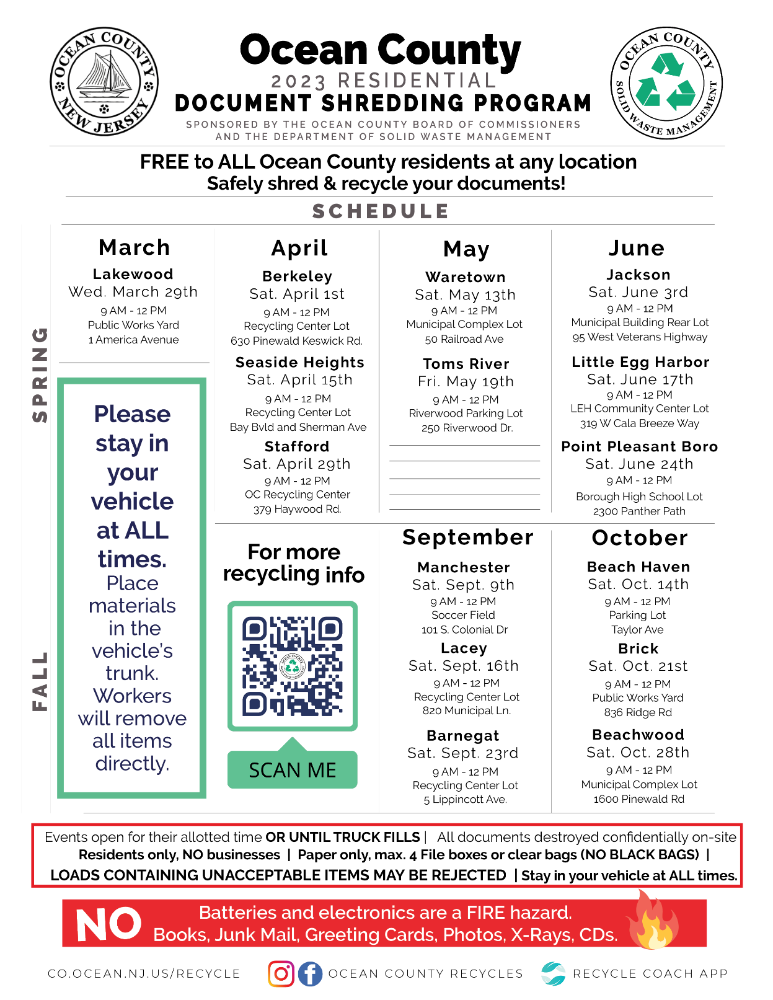 OCEAN COUNTY
NEW JERSEY
Ocean County
2023 RESIDENTIAL
DOCUMENT SHREDDING PROGRAM
SPONSORED BY THE OCEAN COUNTY BOARD OF COMMISSIONERS
AND THE DEPARTMENT OF SOLID WASTE MANAGEMENT
OCEAN COUNTY
SOLID WASTE MANAGEMENT
FREE to ALL Ocean County residents at any location
Safely shred & recycle your documents!
SCHEDULE
SPRING
March
Lakewood
Wed. March 29th
9 AM - 12 PM
Public Works Yard
1 America Avenue
April
Berkeley
Sat. April 1st
9 AM - 12 PM
Recycling Center Lot
630 Pinewald Keswick Rd.
Seaside Heights
Sat. April 15th
9 AM - 12 PM
Recycling Center Lot
Bay Bvld and Sherman Ave
Stafford
Sat. April 29th
9 AM - 12 PM
OC Recycling Center
379 Haywood Rd.
May
Waretown
Sat. May 13th
9 AM - 12 PM
Municipal Complex Lot
50 Railroad Ave
Toms River
Fri. May 19th
9 AM - 12 PM
Riverwood Parking Lot
250 Riverwood Dr.
June
Jackson
Sat. June 3rd
9 AM - 12 PM
Municipal Building Rear Lot
95 West Veterans Highway
Little Egg Harbor
Sat. June 17th
9 AM - 12 PM
LEH Community Center Lot
319 W Cala Breeze Way
Point Pleasant Boro
Sat. June 24th
9 AM - 12 PM
Borough High School Lot
2300 Panther Path
FALL
Please
stay in
your
vehicle
at ALL
times.
Place
materials
in the
vehicle's
trunk.
Workers
will remove
all items
directly.
For more
recycling info
OCEAN COUNTY
SOLID WASTE MANAGEMENT
SCAN ME
September
Manchester
Sat. Sept. 9th
9 AM - 12 PM
Soccer Field
101 S. Colonial Dr
Lacey
Sat. Sept. 16th
9 AM - 12 PM
Recycling Center Lot
820 Municipal Ln.
Barnegat
Sat. Sept. 23rd
9 AM - 12 PM
Recycling Center Lot
5 Lippincott Ave.
October
Beach Haven
Sat. Oct. 14th
9 AM - 12 PM
Parking Lot
Taylor Ave
Brick
Sat. Oct. 21st
9 AM - 12 PM
Public Works Yard
836 Ridge Rd
Beachwood
Sat. Oct. 28th
9 AM - 12 PM
Municipal Complex Lot
1600 Pinewald Rd
Events open for their allotted time OR UNTIL TRUCK FILLS | All documents destroyed confidentially on-site
Residents only, NO businesses | Paper only, max. 4 File boxes or clear bags (NO BLACK BAGS) |
LOADS CONTAINING UNACCEPTABLE ITEMS MAY BE REJECTED | Stay in your vehicle at ALL times.
NO
Batteries and electronics are a FIRE hazard.
Books, Junk Mail, Greeting Cards, Photos, X-Rays, CDs.
CO.OCEAN.NJ.US/RECYCLE
OCEAN COUNTY RECYCLES
RECYCLE COACH APP